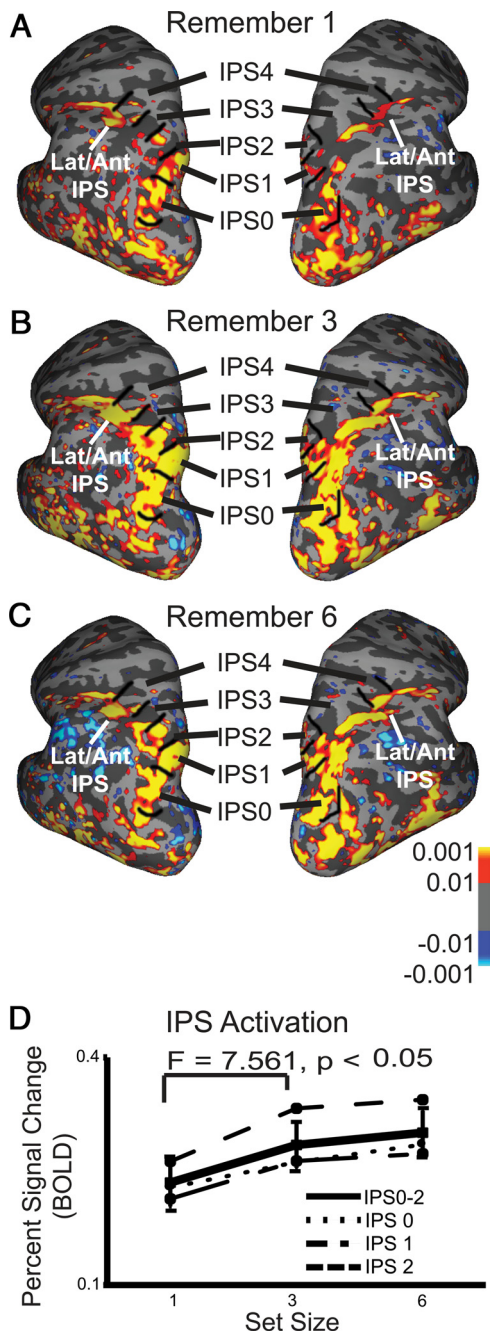 A Remember 1
IPS4
IPS3
IPS2
IPS1
IPS0
Lat/Ant
IPS
Lat/Ant
IPS
B Remember 3
IPS4
IPS3
IPS2
IPS1
IPS0
Lat/Ant
IPS
Lat/Ant
IPS
C Remember 6
IPS4
IPS3
IPS2
IPS1
IPS0
Lat/Ant
IPS
Lat/Ant
IPS
0.001
0.01
-0.01
-0.001
D IPS Activation
F = 7.561, p < 0.05
Percent Signal Change
(BOLD)
0.4
0.1
IPS0-2
IPS 0
IPS 1
IPS 2
1 3 6
Set Size